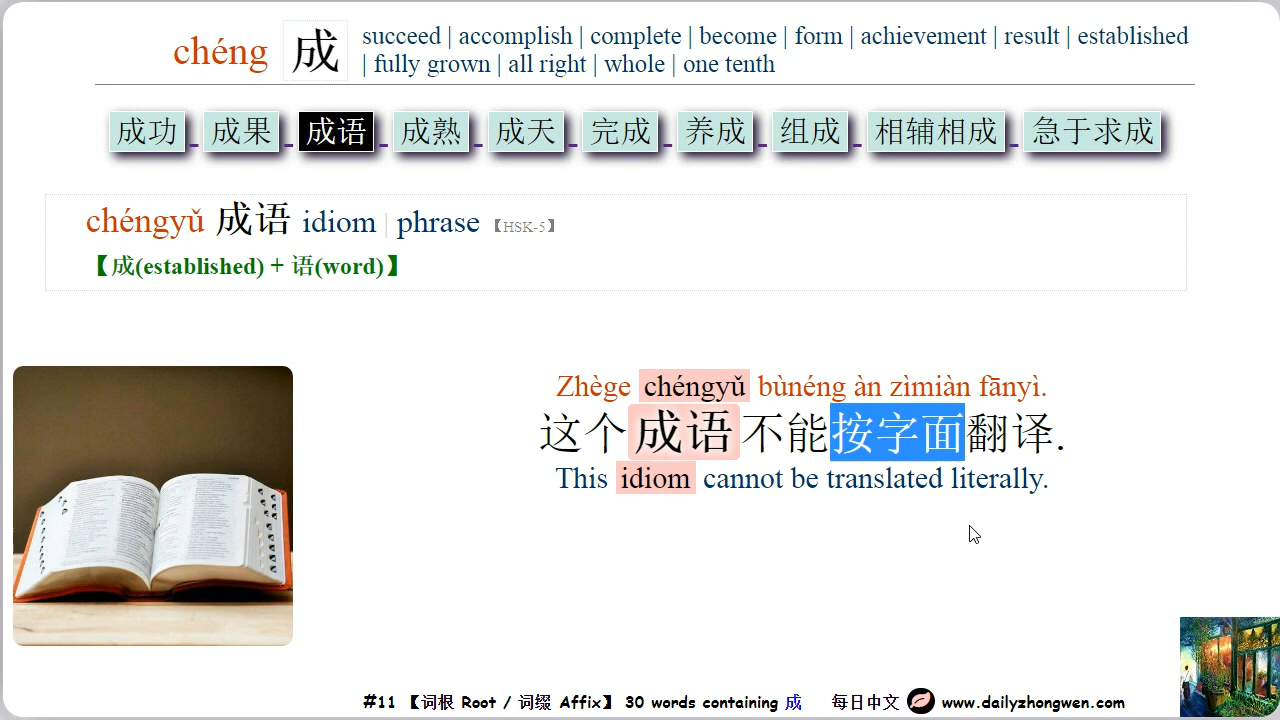 chéng 成 succeed | accomplish | complete | become | form | achievement | result | established
| fully grown | all right | whole | one tenth
成功 成果 成语 成熟 成天 完成 养成 组成 相辅相成 急于求成
chéngyǔ 成语 idiom | phrase 【HSK-5】
【成(established) + 语(word)】
Zhège chéngyǔ bùnéng àn zìmiàn fānyì.
这个成语不能按字面翻译.
This idiom cannot be translated literally.
#11 【词根 Root / 词缀 Affix】 30 words containing 成 每日中文 www.dailyzhongwen.com